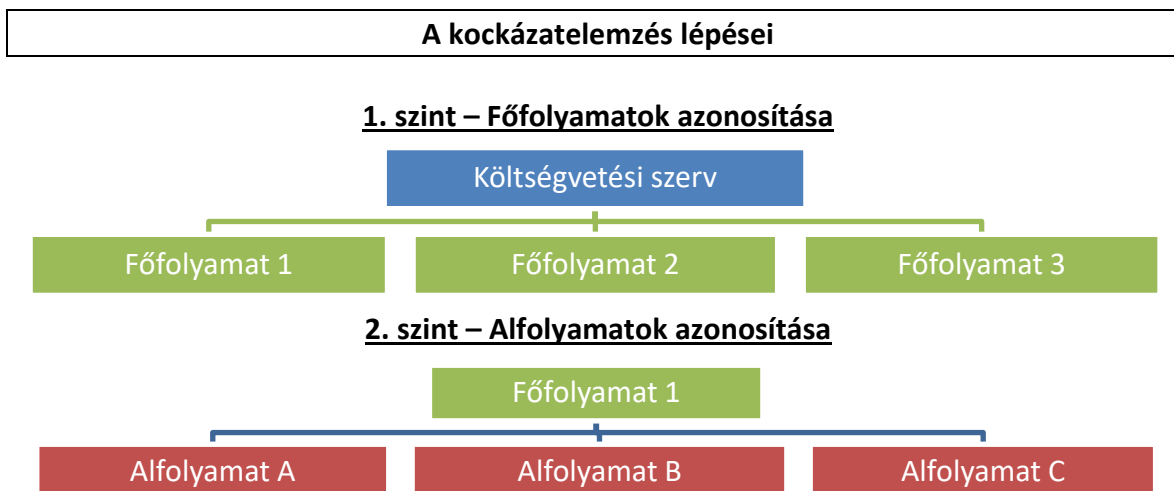 A kockázatelemzés lépései
1. szint – Főfolyamatok azonosítása
Költségvetési szerv
Főfolyamat 1
Főfolyamat 2
Főfolyamat 3
2. szint – Alfolyamatok azonosítása
Főfolyamat 1
Alfolyamat A
Alfolyamat B
Alfolyamat C